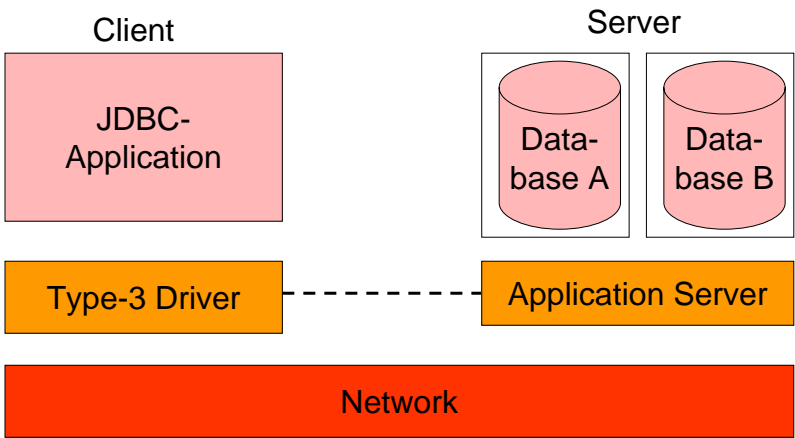 Client
Server
JDBC-
Application
Data-
base A
Data-
base B
Type-3 Driver
Application Server
Network